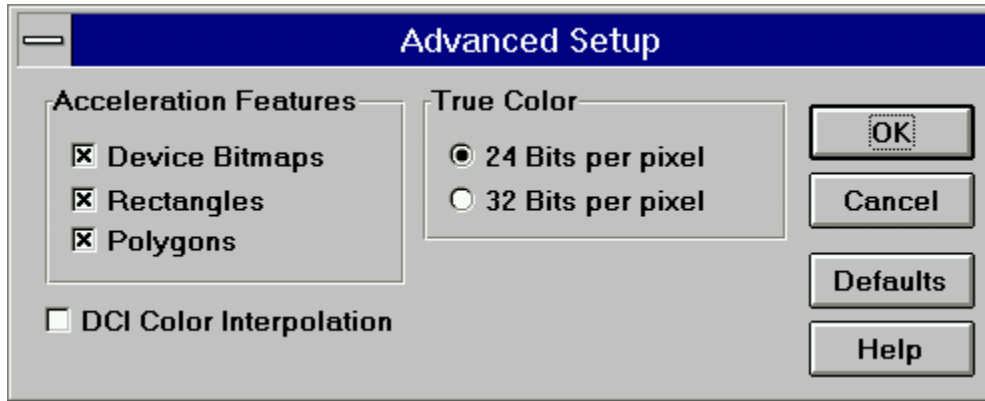 Advanced Setup
Acceleration Features
Device Bitmaps
Rectangles
Polygons
DCI Color Interpolation
True Color
24 Bits per pixel
32 Bits per pixel
OK
Cancel
Defaults
Help